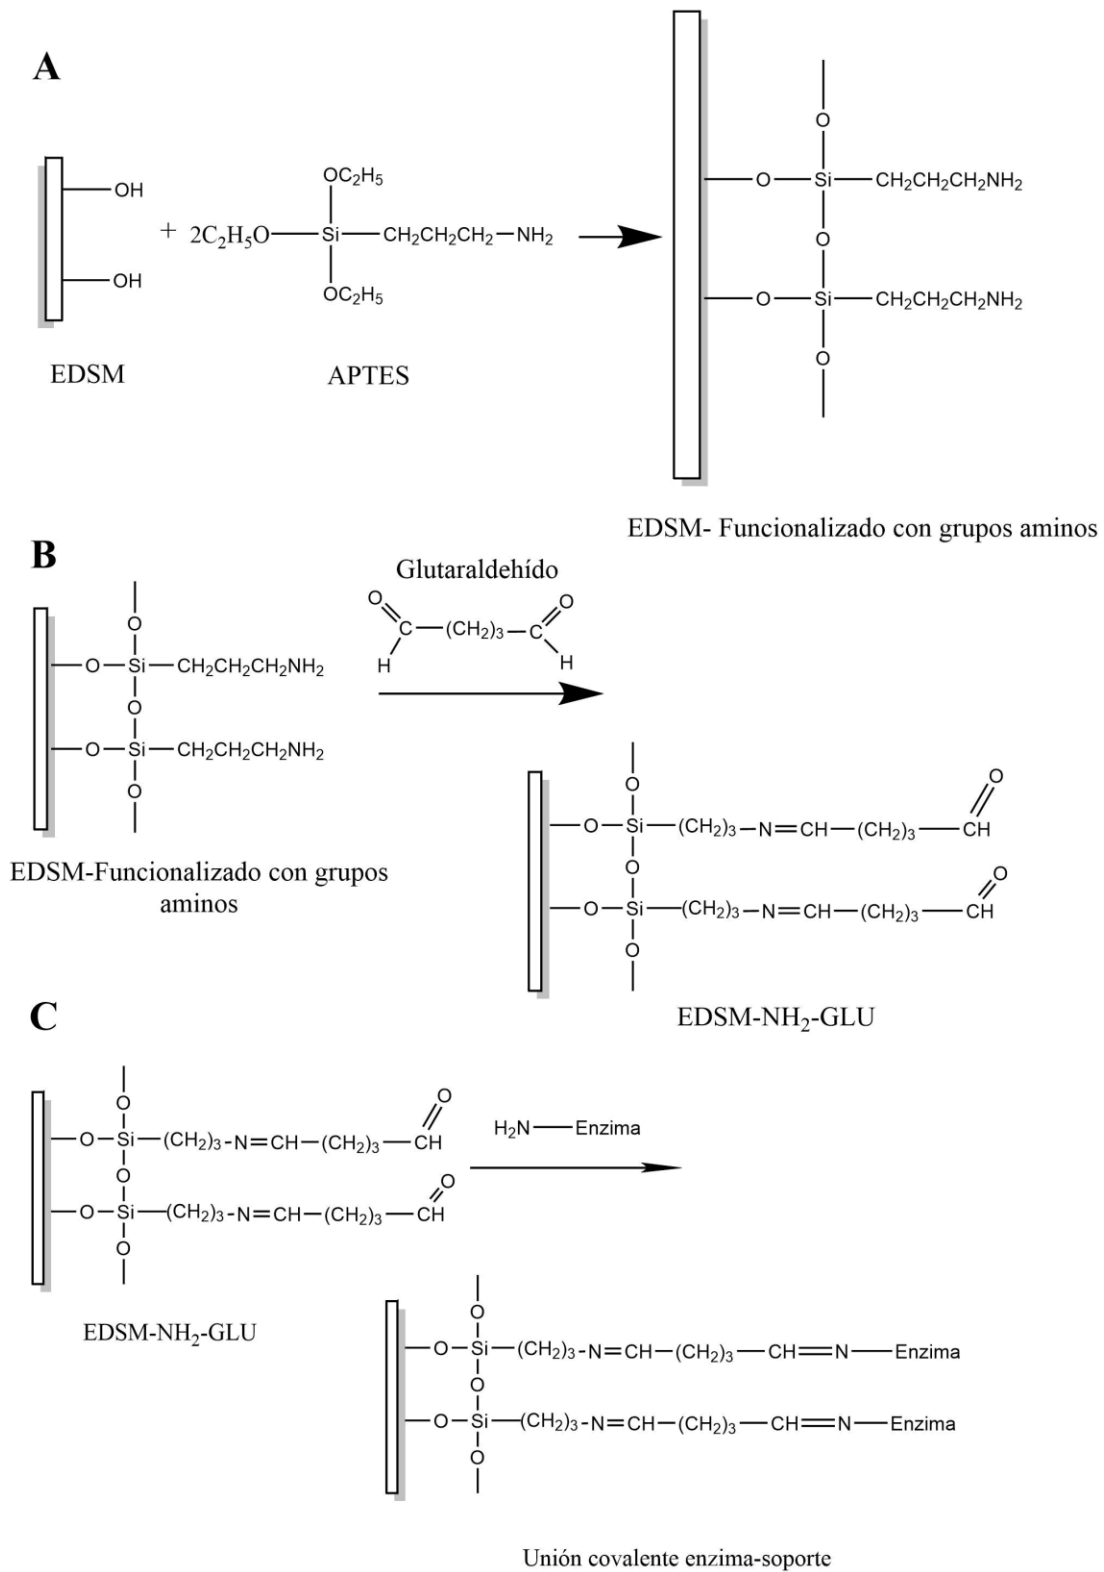 A
OH
OH
+
2C₂H₅O—Si—CH₂CH₂CH₂—NH₂
OC₂H₅
OC₂H₅
EDSM
APTES
O
O—Si—CH₂CH₂CH₂NH₂
O
O—Si—CH₂CH₂CH₂NH₂
O
EDSM- Funcionalizado con grupos aminos
B
Glutaraldehído
O O
C—(CH₂)₃—C
H H
O
O—Si—CH₂CH₂CH₂NH₂
O
O—Si—CH₂CH₂CH₂NH₂
O
EDSM-Funcionalizado con grupos
aminos
O O
O—Si—(CH₂)₃–N=CH—(CH₂)₃—CH
O O
O—Si—(CH₂)₃–N=CH—(CH₂)₃—CH
O
EDSM-NH₂-GLU
C
O O
O—Si—(CH₂)₃-N=CH—(CH₂)₃—CH
O O
O—Si—(CH₂)₃-N=CH—(CH₂)₃—CH
O
EDSM-NH₂-GLU
H₂N—Enzima
O
O—Si—(CH₂)₃-N=CH—(CH₂)₃—CH=N—Enzima
O
O—Si—(CH₂)₃-N=CH—(CH₂)₃—CH=N—Enzima
O
Unión covalente enzima-soporte